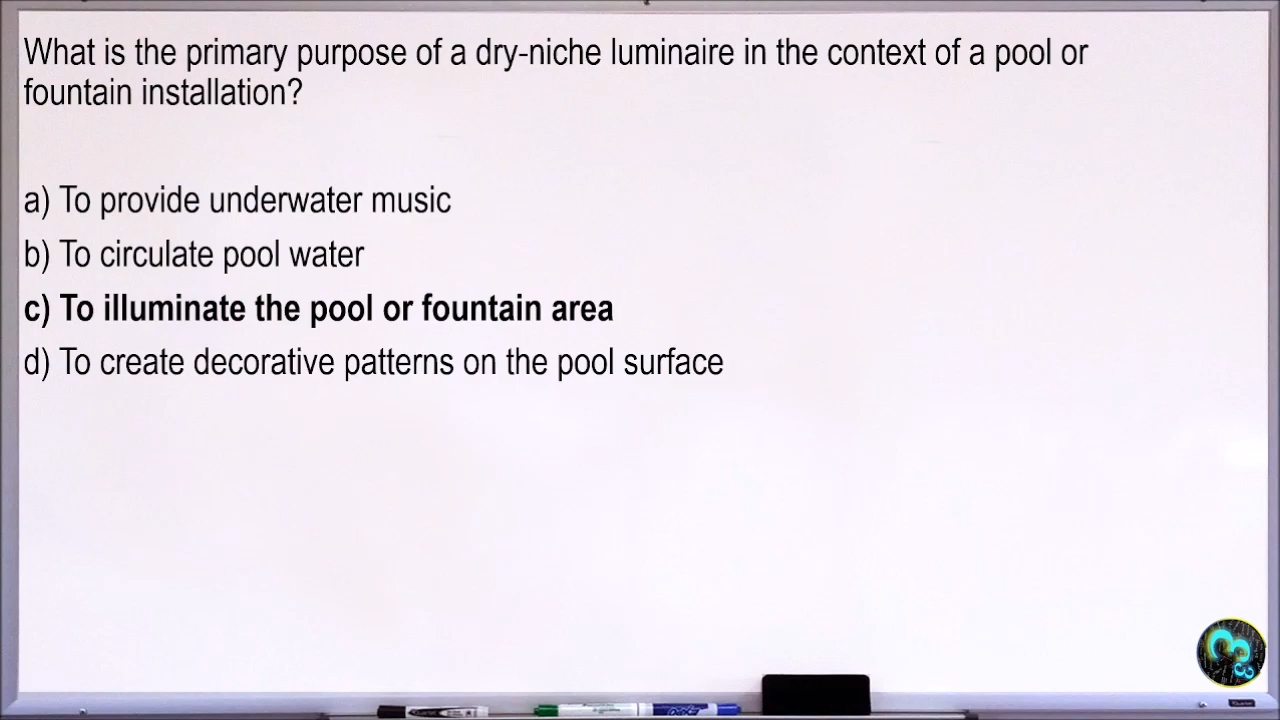 What is the primary purpose of a dry-niche luminaire in the context of a pool or
fountain installation?
a) To provide underwater music
b) To circulate pool water
c) To illuminate the pool or fountain area
d) To create decorative patterns on the pool surface